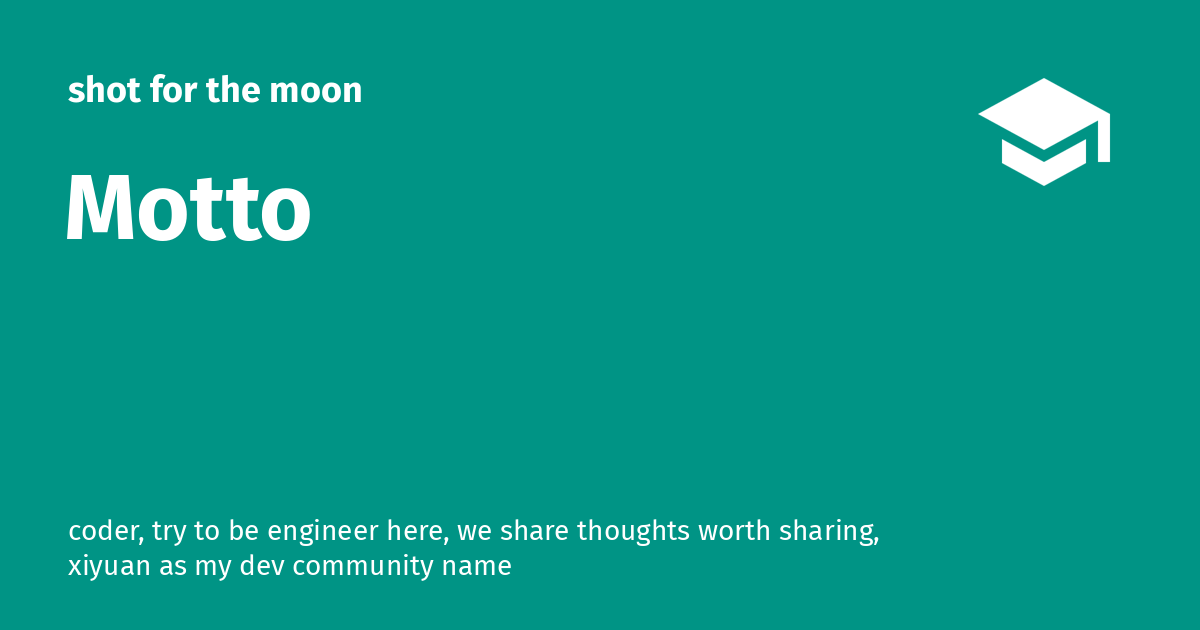 shot for the moon
Motto
coder, try to be engineer here, we share thoughts worth sharing,
xiyuan as my dev community name